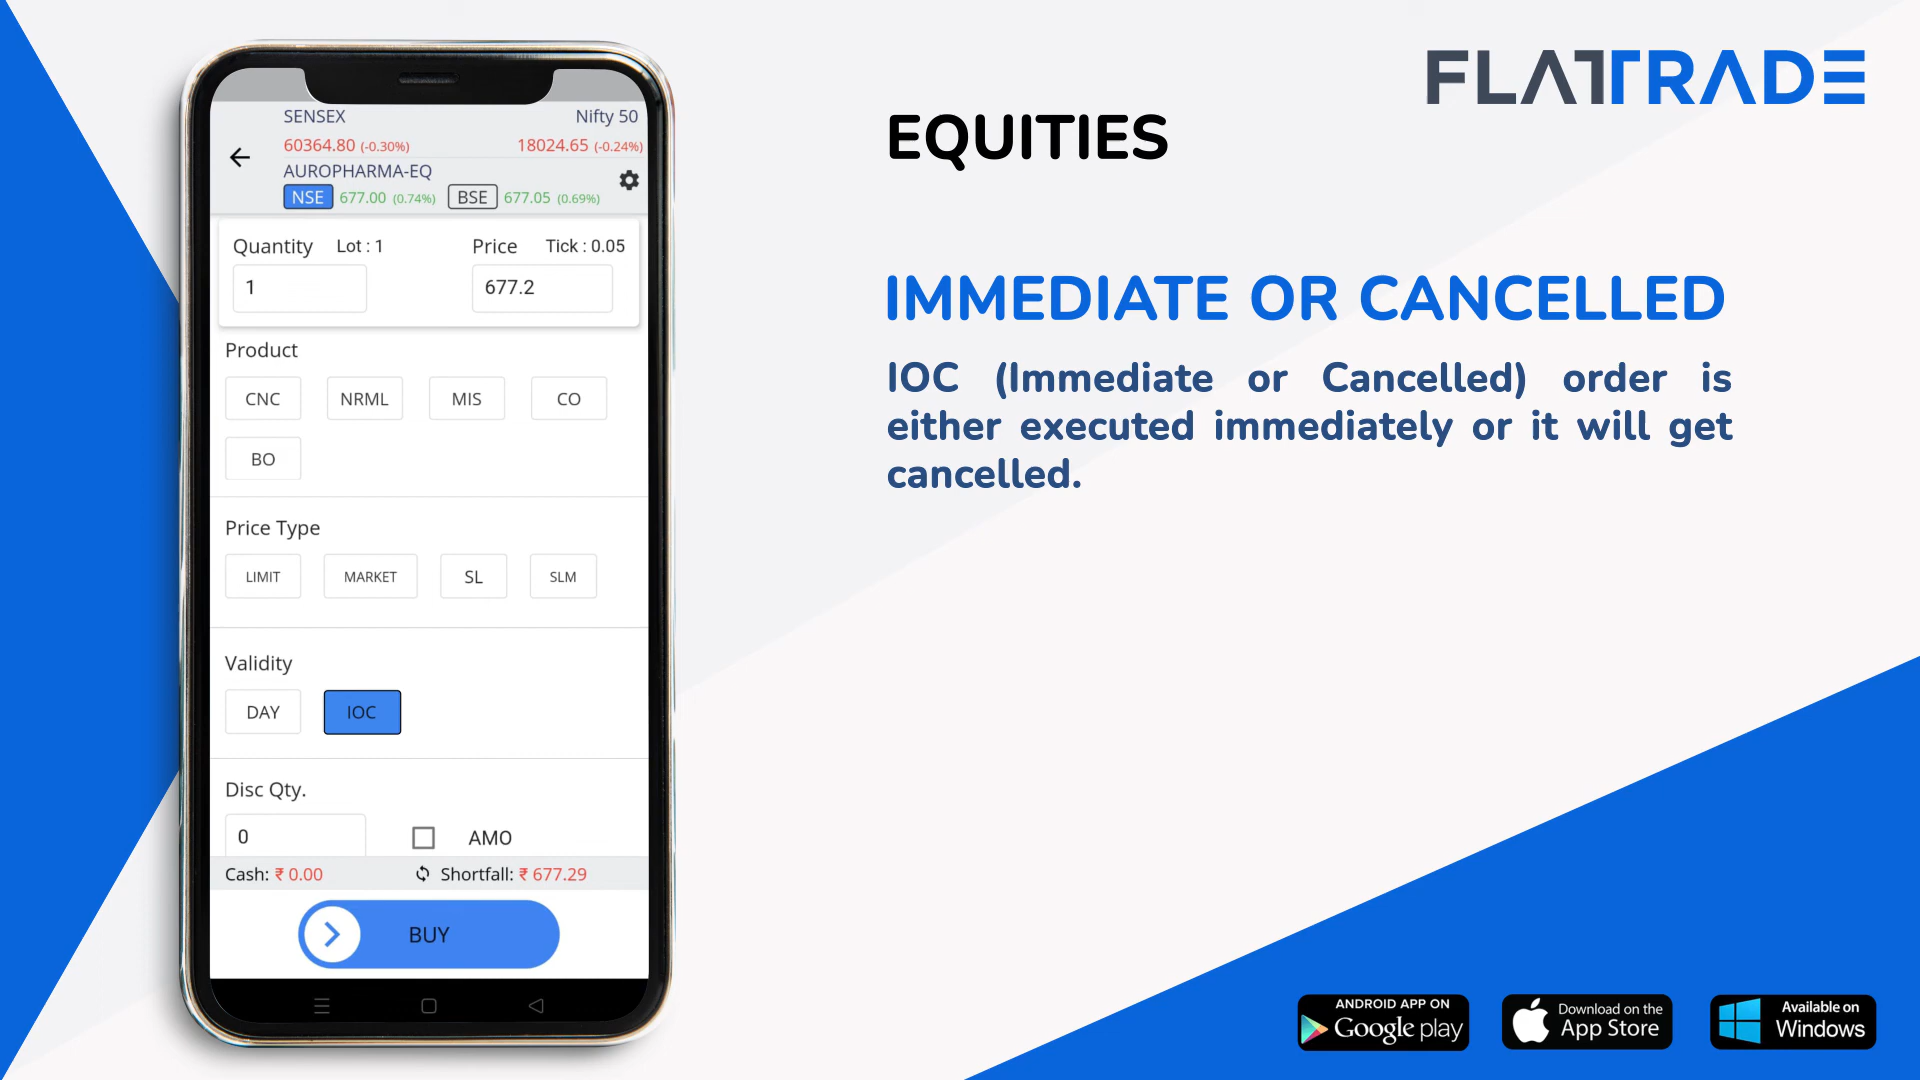 SENSEX Nifty 50
60364.80 (-0.30%) 18024.65 (-0.24%)
AUROPHARMA-EQ
NSE 677.00 (0.74%) BSE 677.05 (0.69%)
Quantity Lot : 1 Price Tick : 0.05
1 677.2
Product
CNC NRML MIS CO
BO
Price Type
LIMIT MARKET SL SLM
Validity
DAY IOC
Disc Qty.
0 AMO
Cash: ₹ 0.00 Shortfall: ₹ 677.29
BUY
FLATTRADE
EQUITIES
IMMEDIATE OR CANCELLED
IOC (Immediate or Cancelled) order is
either executed immediately or it will get
cancelled.
ANDROID APP ON
Google play
Download on the
App Store
Available on
Windows